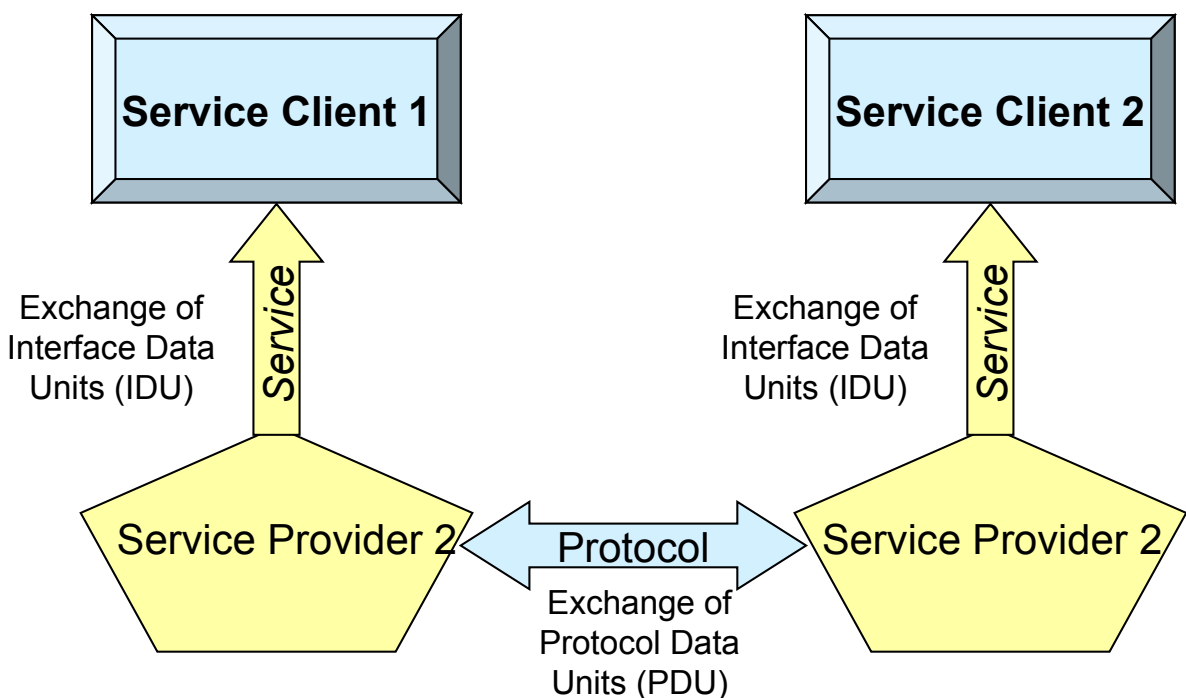 Service Client 1
Service Client 2
Service
Service
Exchange of
Interface Data
Units (IDU)
Exchange of
Interface Data
Units (IDU)
Service Provider 2
Protocol
Service Provider 2
Exchange of
Protocol Data
Units (PDU)